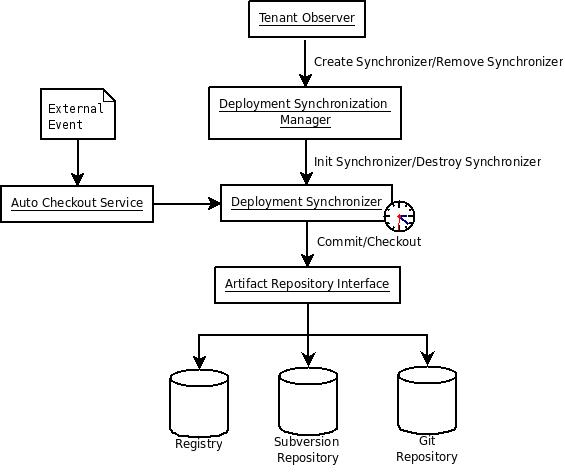 Tenant Observer
Create Synchronizer/Remove Synchronizer
External
Event
Deployment Synchronization
Manager
Init Synchronizer/Destroy Synchronizer
Auto Checkout Service
Deployment Synchronizer
Commit/Checkout
Artifact Repository Interface
Registry
Subversion
Repository
Git
Repository